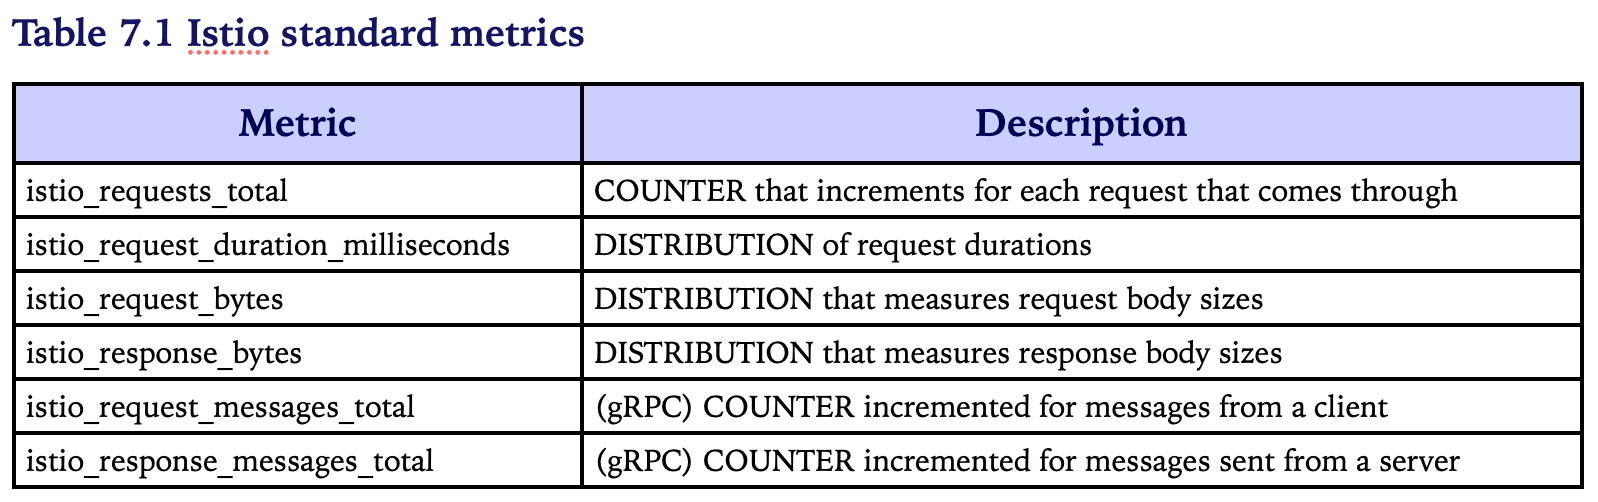 Table 7.1 Istio standard metrics
Metric Description
istio_requests_total COUNTER that increments for each request that comes through
istio_request_duration_milliseconds DISTRIBUTION of request durations
istio_request_bytes DISTRIBUTION that measures request body sizes
istio_response_bytes DISTRIBUTION that measures response body sizes
istio_request_messages_total (gRPC) COUNTER incremented for messages from a client
istio_response_messages_total (gRPC) COUNTER incremented for messages sent from a server